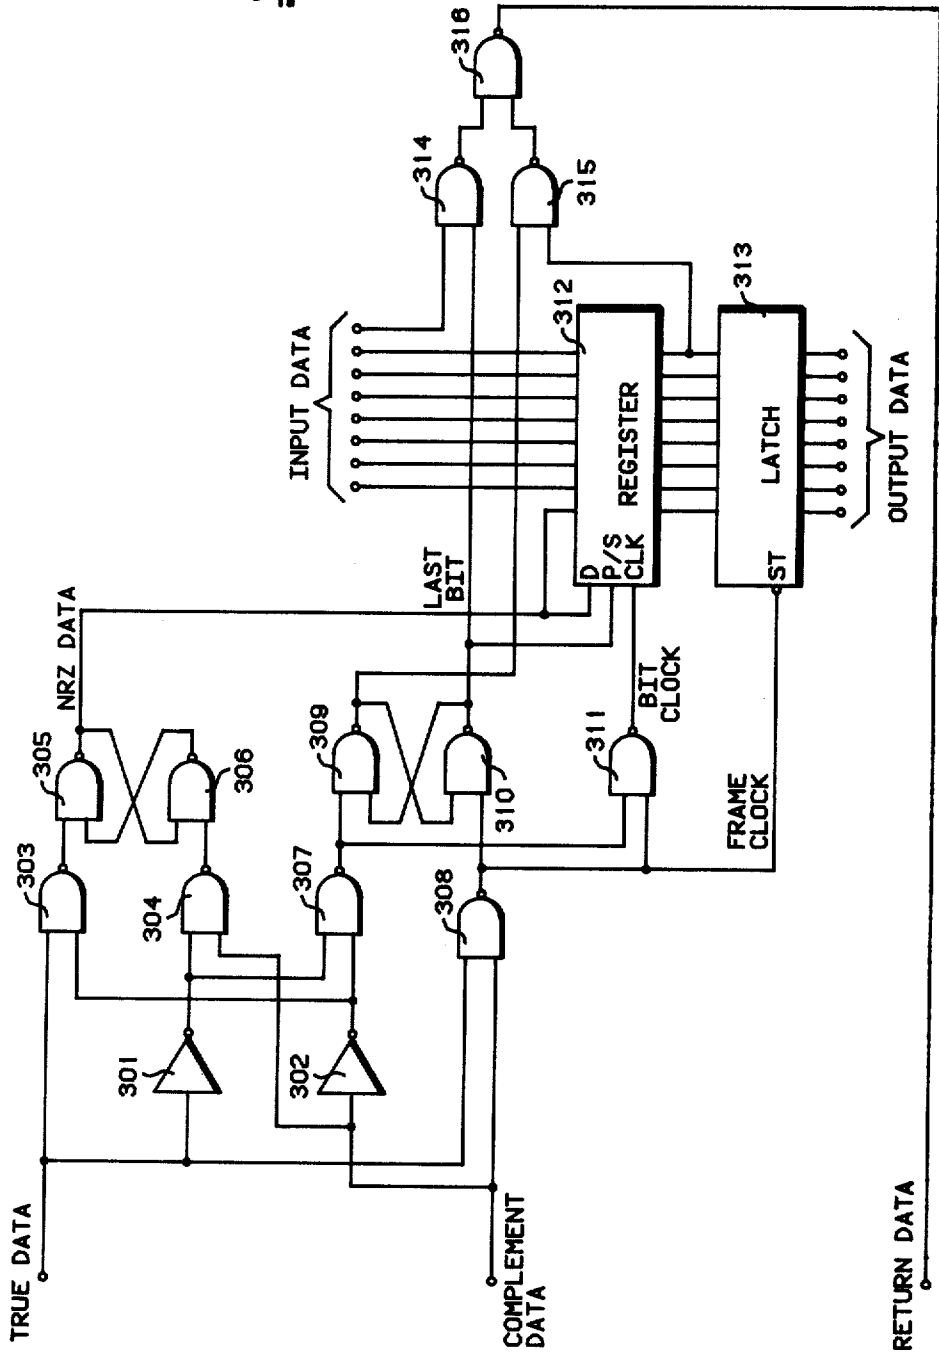 TRUE DATA
COMPLEMENT
DATA
RETURN DATA
301
302
303
304
305
306
307
308
309
310
311
NRZ DATA
LAST
BIT
BIT
CLOCK
FRAME
CLOCK
INPUT DATA
D
P/S
CLK
REGISTER
312
ST
LATCH
313
OUTPUT DATA
314
315
316